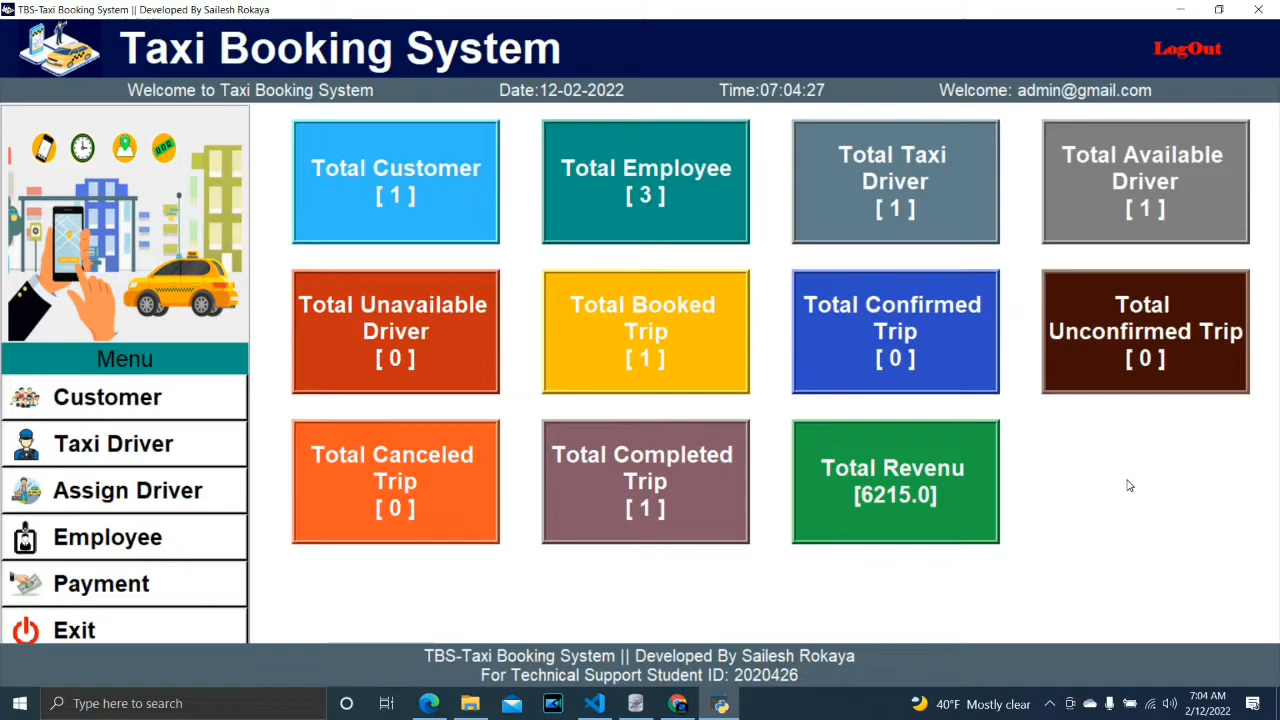 TBS-Taxi Booking System || Developed By Sailesh Rokaya
Taxi Booking System
LogOut
Welcome to Taxi Booking System
Date:12-02-2022
Time:07:04:27
Welcome: admin@gmail.com
Total Customer
[ 1 ]
Total Employee
[ 3 ]
Total Taxi
Driver
[ 1 ]
Total Available
Driver
[ 1 ]
Total Unavailable
Driver
[ 0 ]
Total Booked
Trip
[ 1 ]
Total Confirmed
Trip
[ 0 ]
Total
Unconfirmed Trip
[ 0 ]
Total Canceled
Trip
[ 0 ]
Total Completed
Trip
[ 1 ]
Total Revenu
[6215.0]
Menu
Customer
Taxi Driver
Assign Driver
Employee
Payment
Exit
TBS-Taxi Booking System || Developed By Sailesh Rokaya
For Technical Support Student ID: 2020426
Type here to search
40°F Mostly clear
7:04 AM
2/12/2022